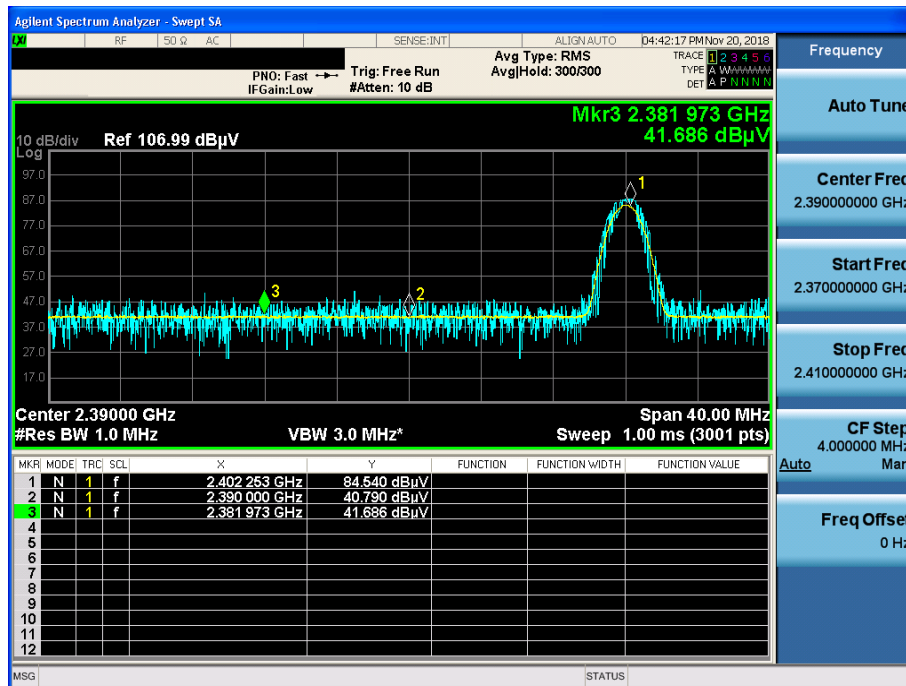 Agilent Spectrum Analyzer - Swept SA
LXI RF 50 Ω AC SENSE:INT ALIGN AUTO 04:42:17 PM Nov 20, 2018
Frequency
PNO: Fast Trig: Free Run Avg Type: RMS TRACE 1 2 3 4 5 6
IFGain:Low #Atten: 10 dB Avg|Hold: 300/300 TYPE A WWWWW
DET A P N N N N
Auto Tune
Mkr3 2.381 973 GHz
41.686 dBµV
10 dB/div Ref 106.99 dBµV
Log
97.0
87.0
77.0
67.0
57.0
47.0
37.0
27.0
17.0
1
2
3
Center Freq
2.390000000 GHz
Start Freq
2.370000000 GHz
Stop Freq
2.410000000 GHz
Center 2.39000 GHz Span 40.00 MHz
#Res BW 1.0 MHz VBW 3.0 MHz* Sweep 1.00 ms (3001 pts)
CF Step
4.000000 MHz
Auto Man
Freq Offset
0 Hz
MKR MODE TRC SCL X Y FUNCTION FUNCTION WIDTH FUNCTION VALUE
1 N 1 f 2.402 253 GHz 84.540 dBµV
2 N 1 f 2.390 000 GHz 40.790 dBµV
3 N 1 f 2.381 973 GHz 41.686 dBµV
4
5
6
7
8
9
10
11
12
MSG STATUS